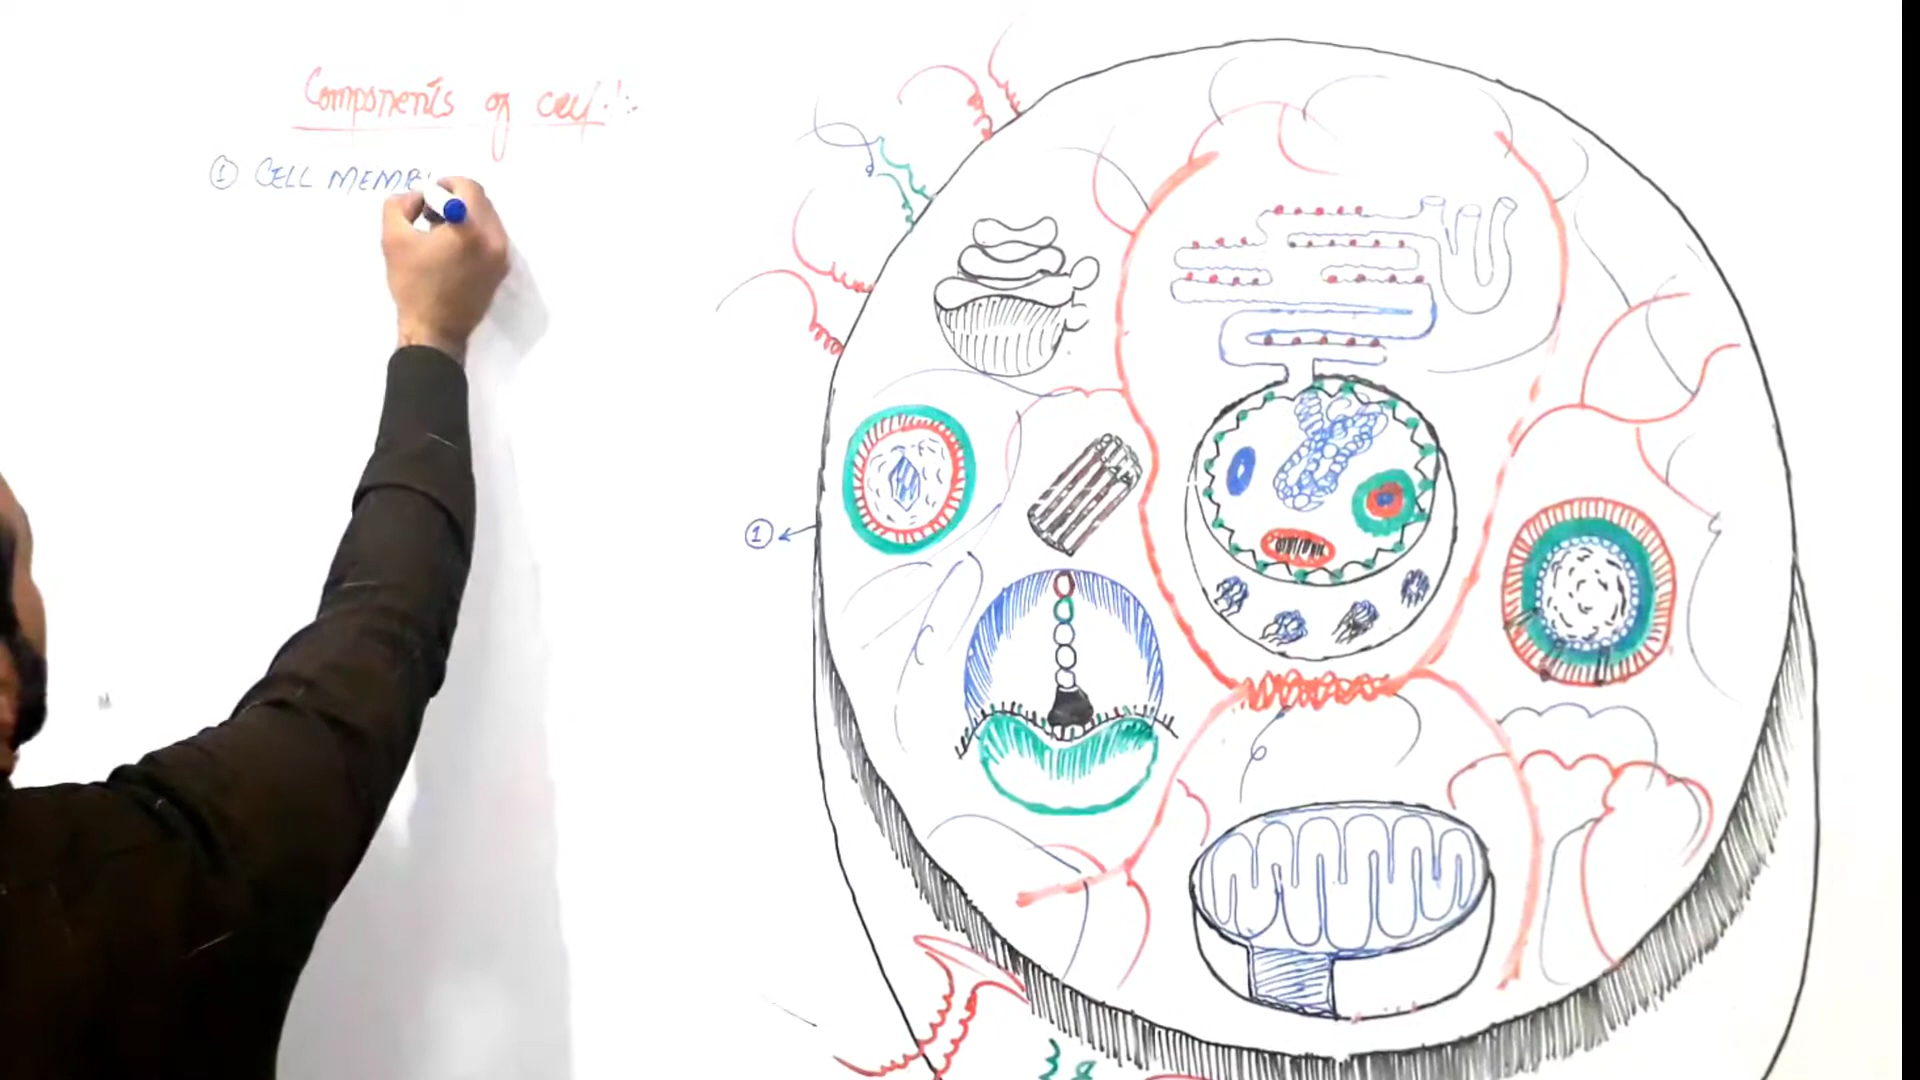 Components of cell :
① CELL MEMB
①